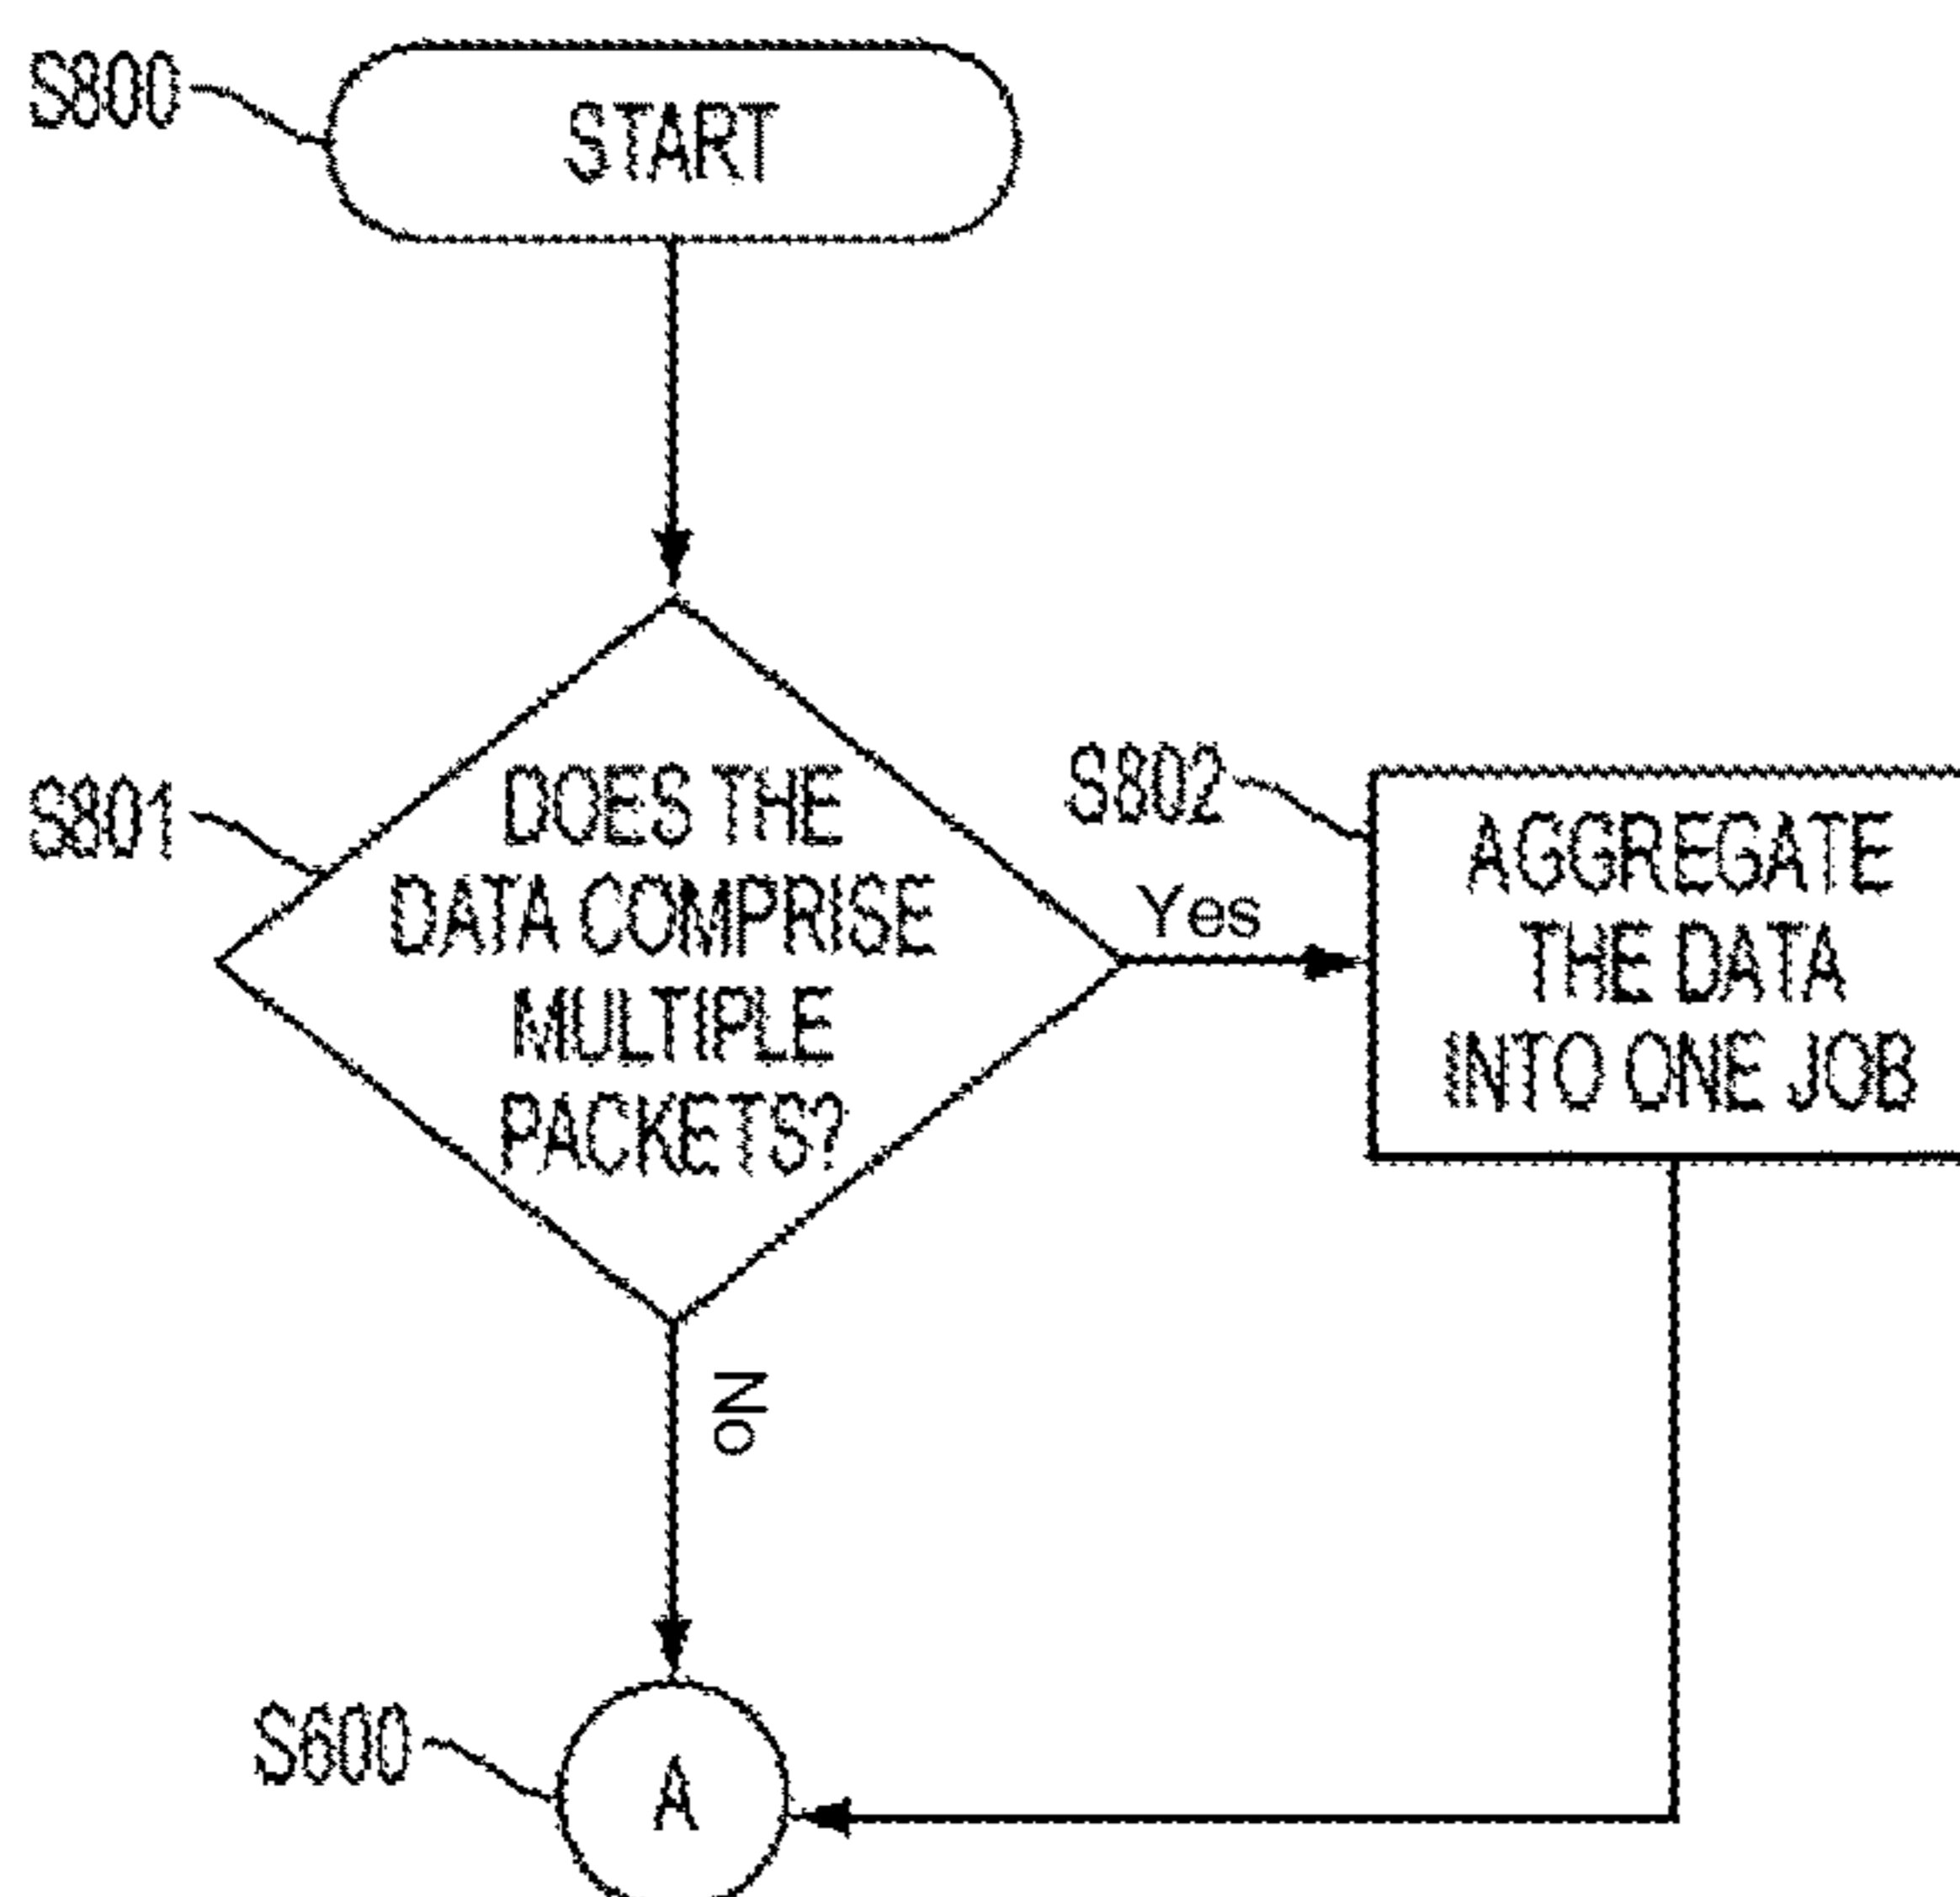 S800
START
S801
DOES THE
DATA COMPRISE
MULTIPLE
PACKETS?
S802
Yes
AGGREGATE
THE DATA
INTO ONE JOB
No
S600
A